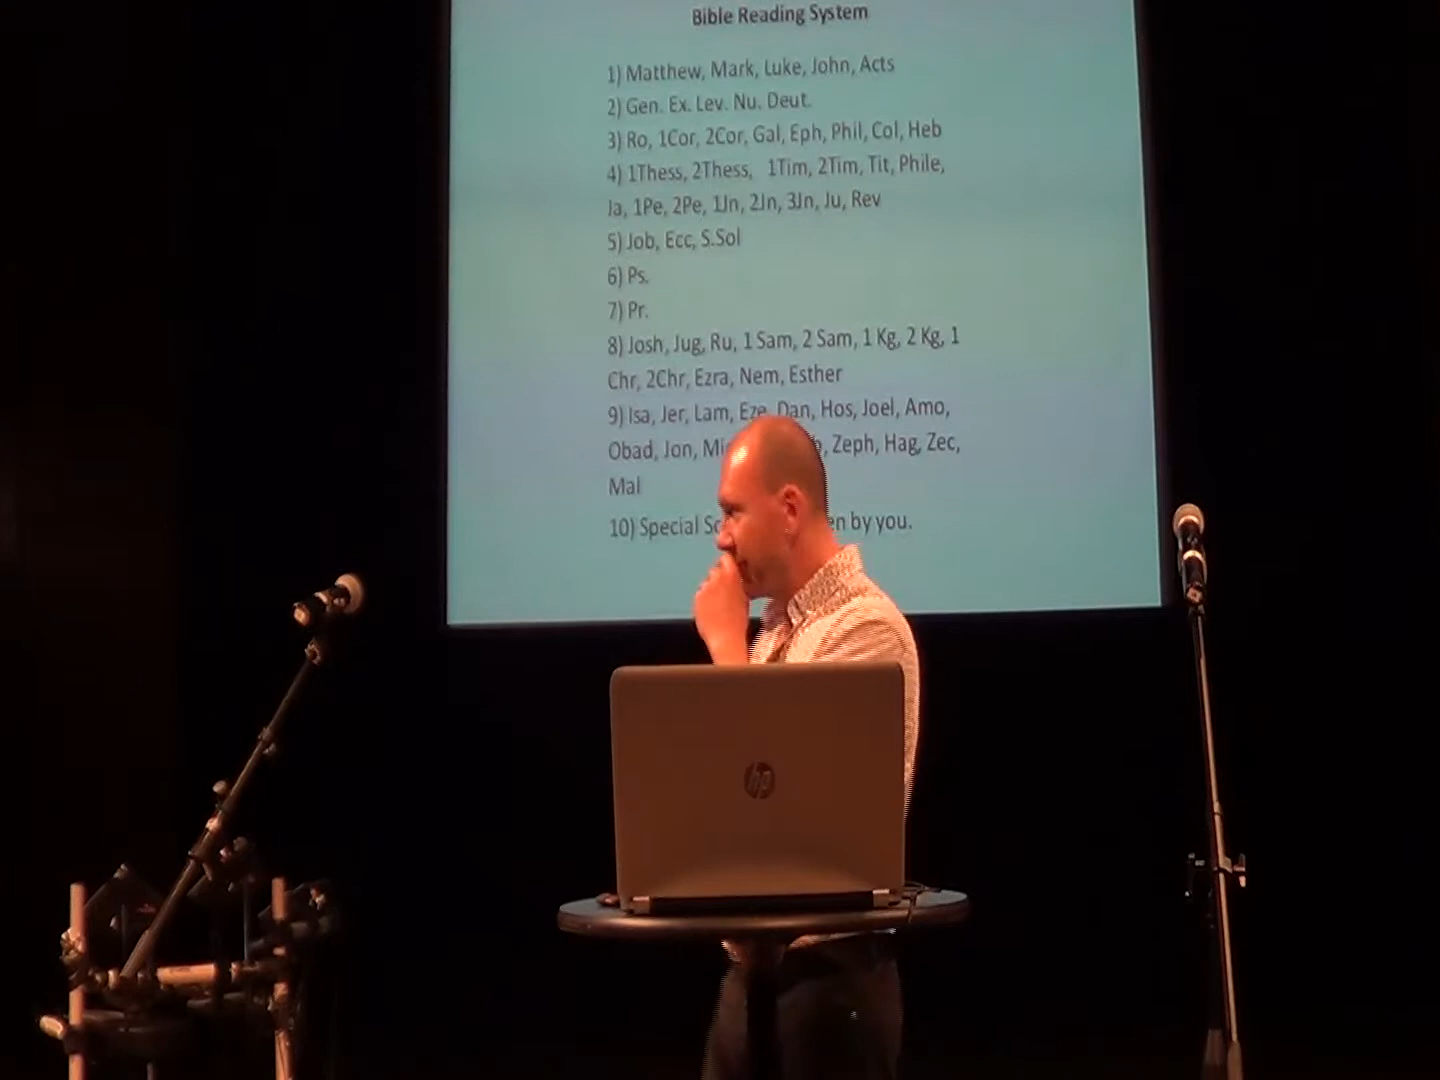 Bible Reading System
1) Matthew, Mark, Luke, John, Acts
2) Gen. Ex. Lev. Nu. Deut.
3) Ro, 1Cor, 2Cor, Gal, Eph, Phil, Col, Heb
4) 1Thess, 2Thess, 1Tim, 2Tim, Tit, Phile,
Ja, 1Pe, 2Pe, 1Jn, 2Jn, 3Jn, Ju, Rev
5) Job, Ecc, S.Sol
6) Ps.
7) Pr.
8) Josh, Jug, Ru, 1 Sam, 2 Sam, 1 Kg, 2 Kg, 1
Chr, 2Chr, Ezra, Nem, Esther
9) Isa, Jer, Lam, Eze, Dan, Hos, Joel, Amo,
Obad, Jon, Zeph, Hag, Zec,
Mal
10) Special by you.
hp